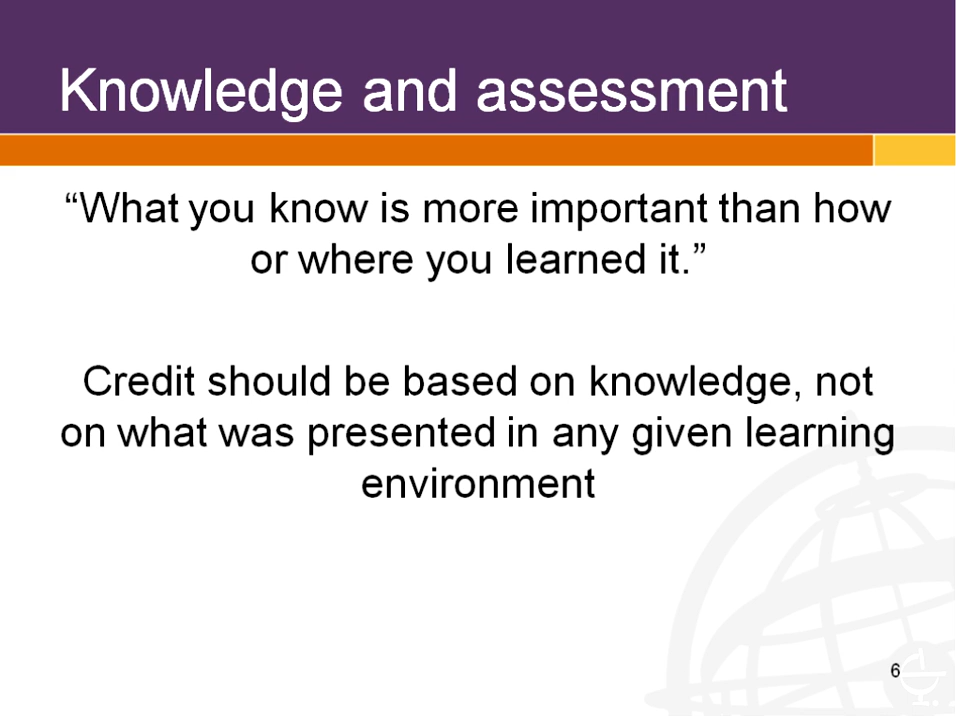 Knowledge and assessment
“What you know is more important than how
or where you learned it.”
Credit should be based on knowledge, not
on what was presented in any given learning
environment
6